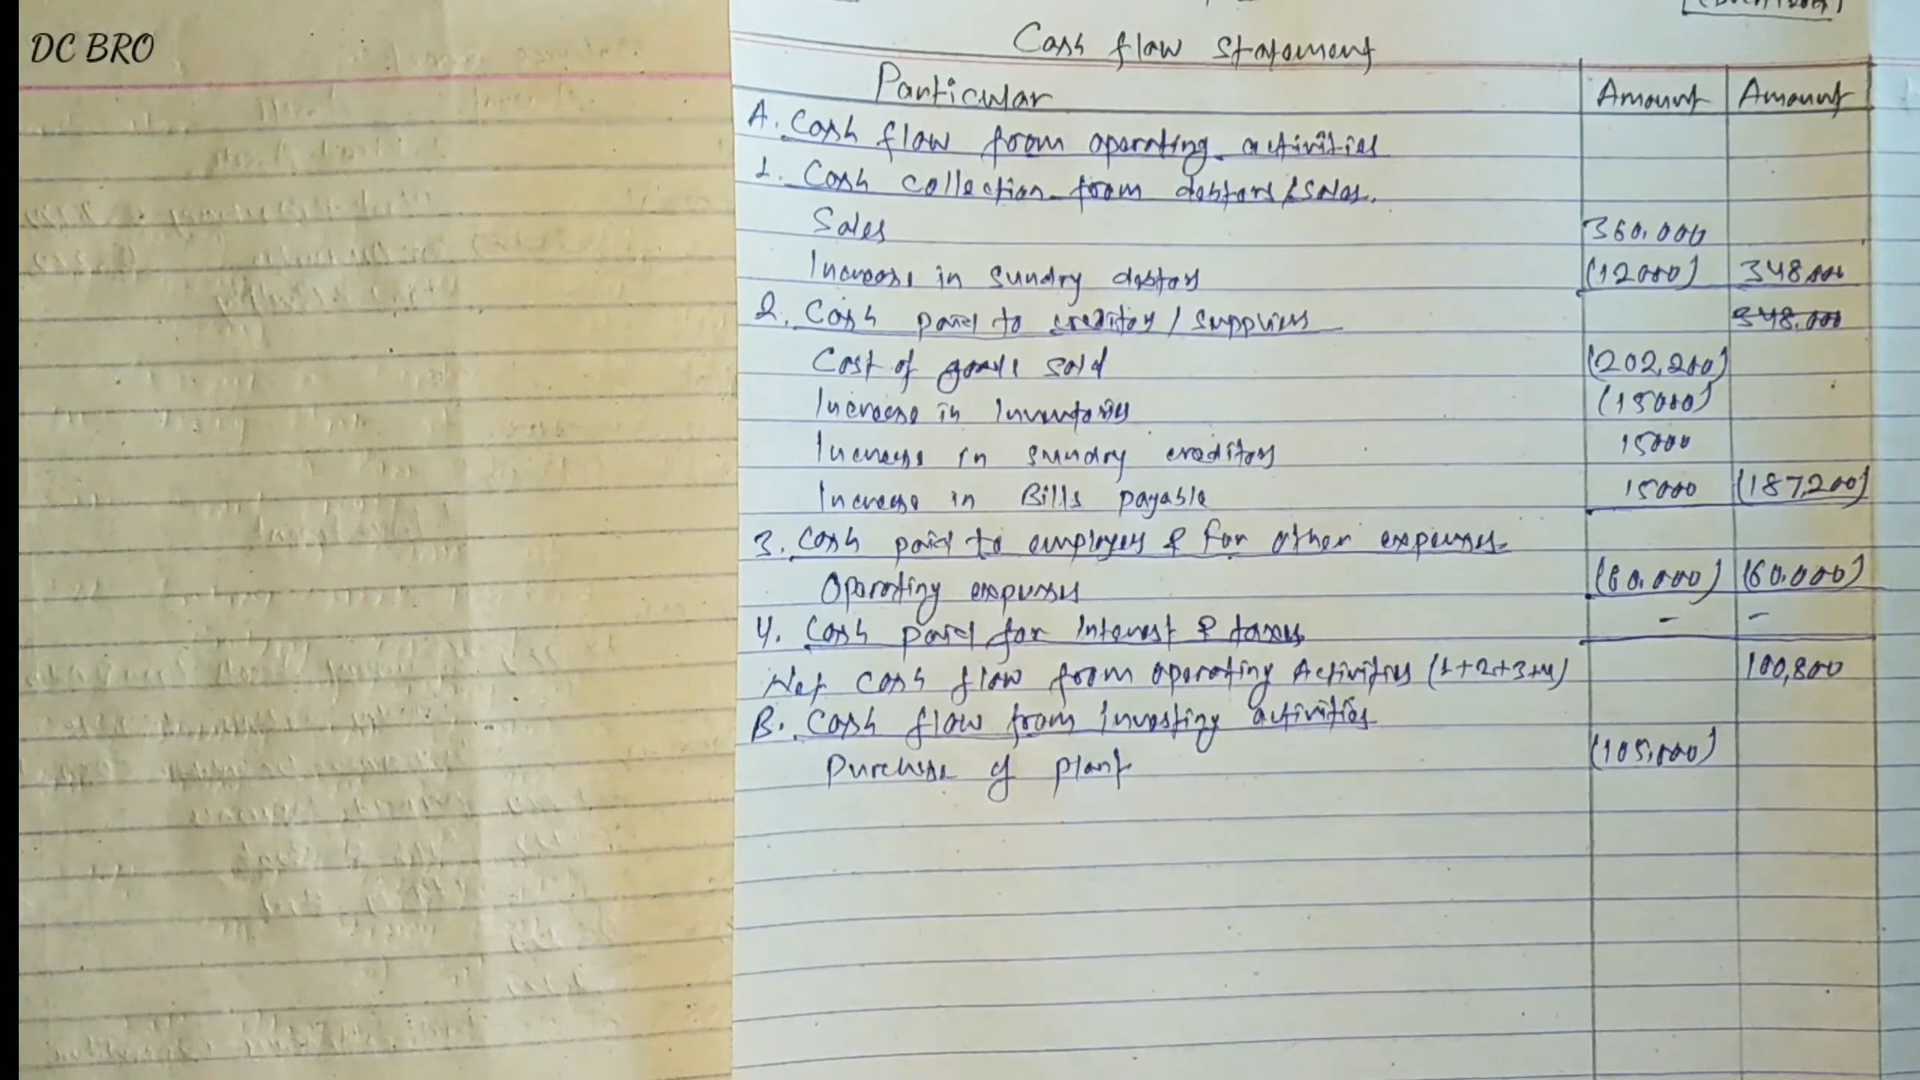 DC BRO
Cash flow Statement
Particular Amount Amount
A. Cash flow from operating activities
1. Cash collection from debtors/Sales.
Sales 360,000
Increase in Sundry debtors (12000) 348000
2. Cash paid to creditors / suppliers 348,000
Cost of goods sold (202,200)
Increase in Inventories (15000)
Increase in sundry creditors 15000
Increase in Bills payable 15000 (187,200)
3. Cash paid to employees & for other expenses
Operating expenses (60,000) (60,000)
4. Cash paid for Interest & taxes - -
Net cash flow from operating Activities (1+2+3+4) 100,800
B. Cash flow from Investing activities
Purchase of plant (105,000)